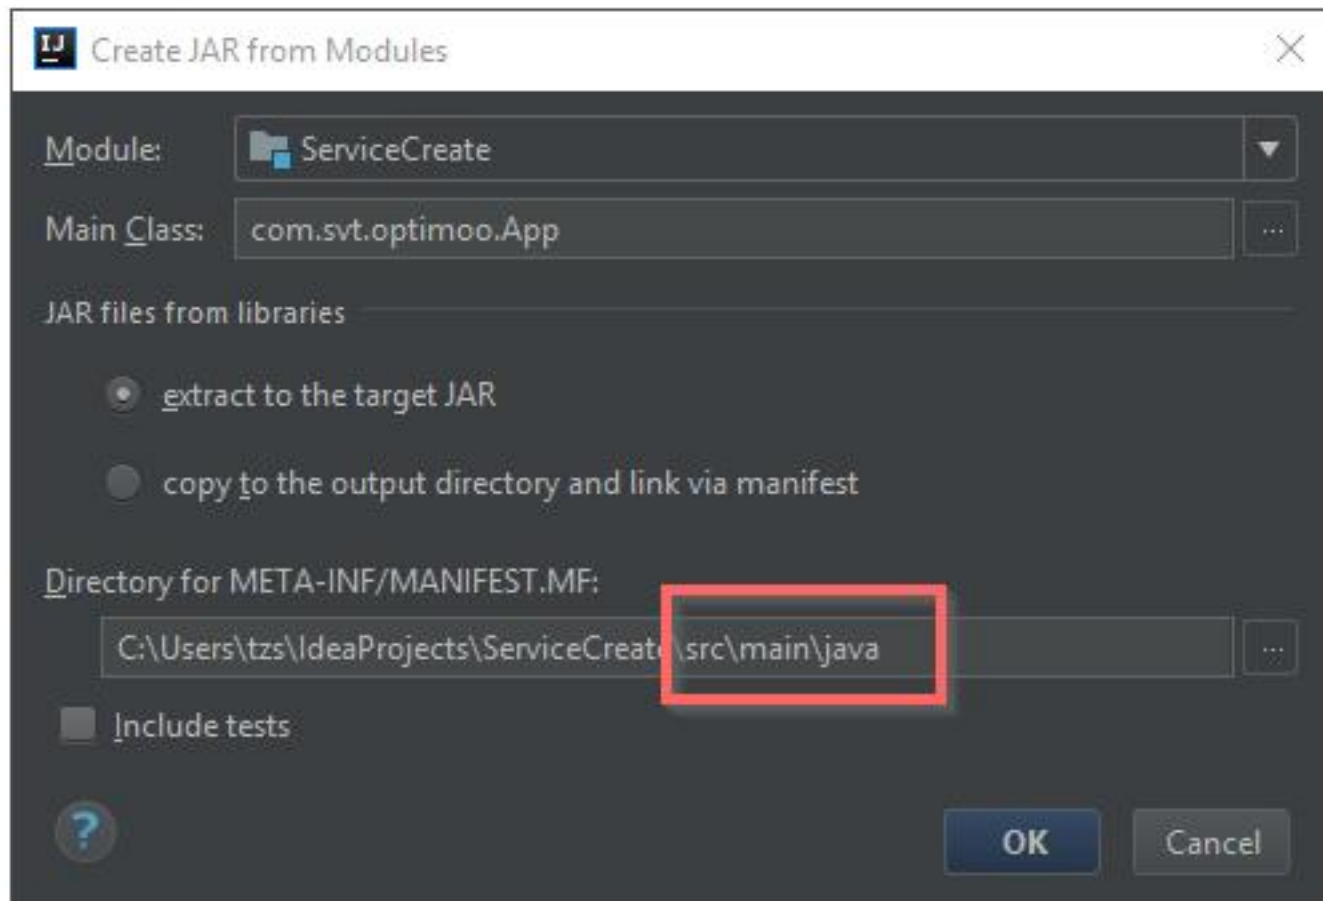 IJ
Create JAR from Modules
Module: ServiceCreate
Main Class: com.svt.optimoo.App ...
JAR files from libraries
extract to the target JAR
copy to the output directory and link via manifest
Directory for META-INF/MANIFEST.MF:
C:\Users\tzs\IdeaProjects\ServiceCreate\src\main\java ...
Include tests
? OK Cancel